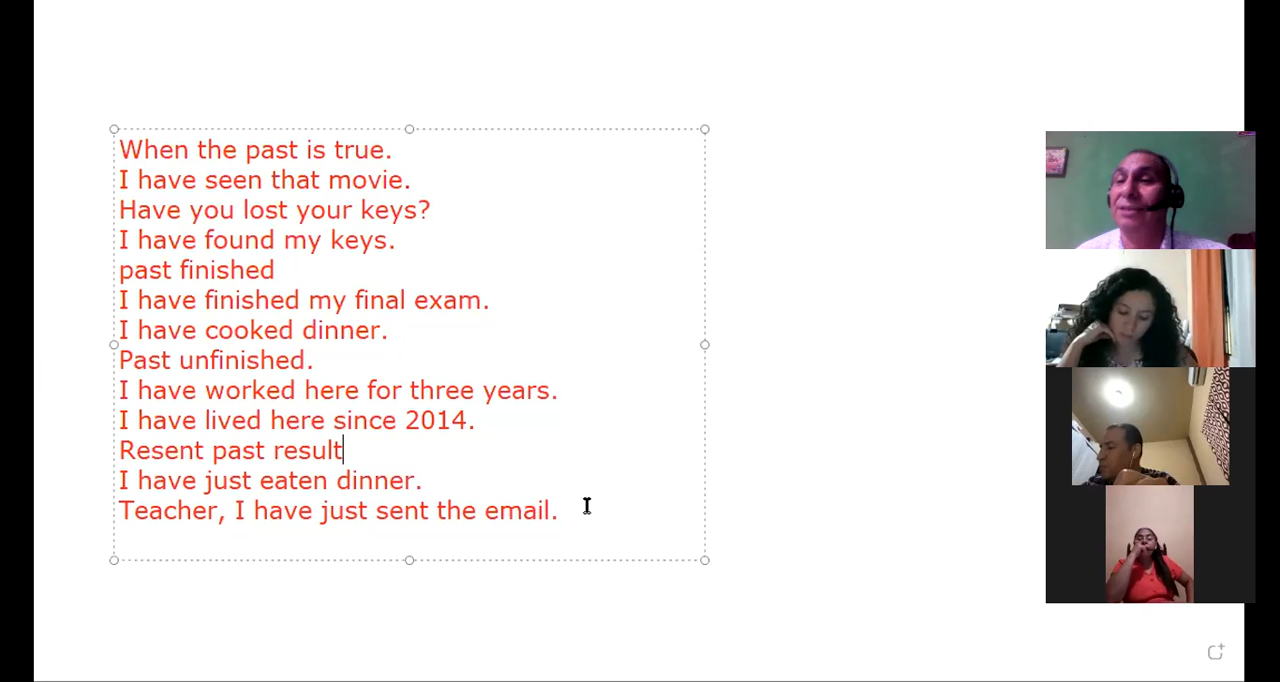 When the past is true.
I have seen that movie.
Have you lost your keys?
I have found my keys.
past finished
I have finished my final exam.
I have cooked dinner.
Past unfinished.
I have worked here for three years.
I have lived here since 2014.
Resent past result
I have just eaten dinner.
Teacher, I have just sent the email.